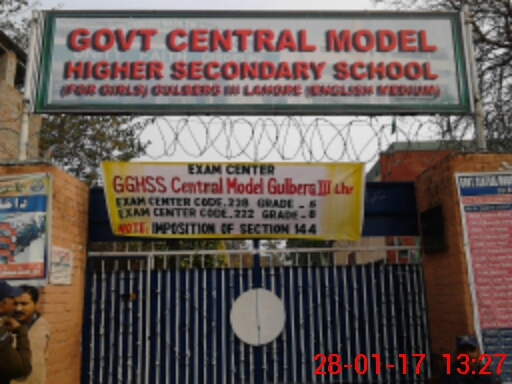 GOVT CENTRAL MODEL
HIGHER SECONDARY SCHOOL
(FOR GIRLS) GULBERG III LAHORE (ENGLISH MEDIUM)
EXAM CENTER
GGHSS Central Model Gulberg III Lhr
EXAM CENTER CODE. 238 GRADE - 5
EXAM CENTER CODE. 222 GRADE - 8
NOTE: IMPOSITION OF SECTION 144
داخلہ
28-01-17 13:27